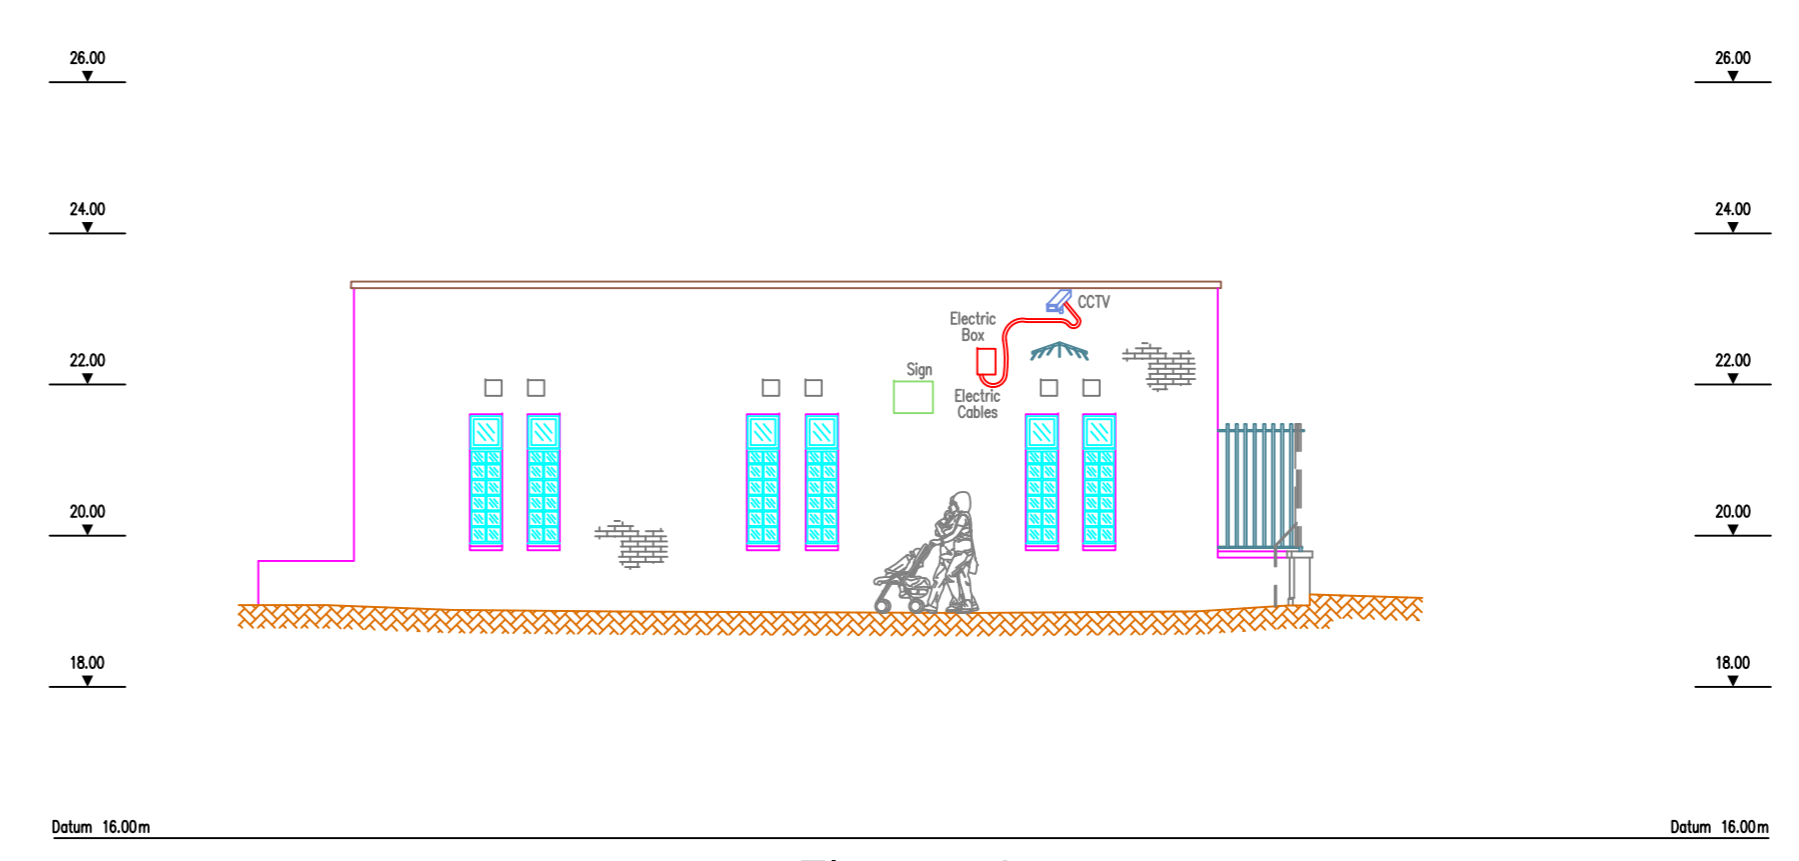 26.00 26.00
24.00 24.00
CCTV
Electric
Box
22.00 22.00
Sign
Electric
Cables
20.00 20.00
18.00 18.00
Datum 16.00m Datum 16.00m